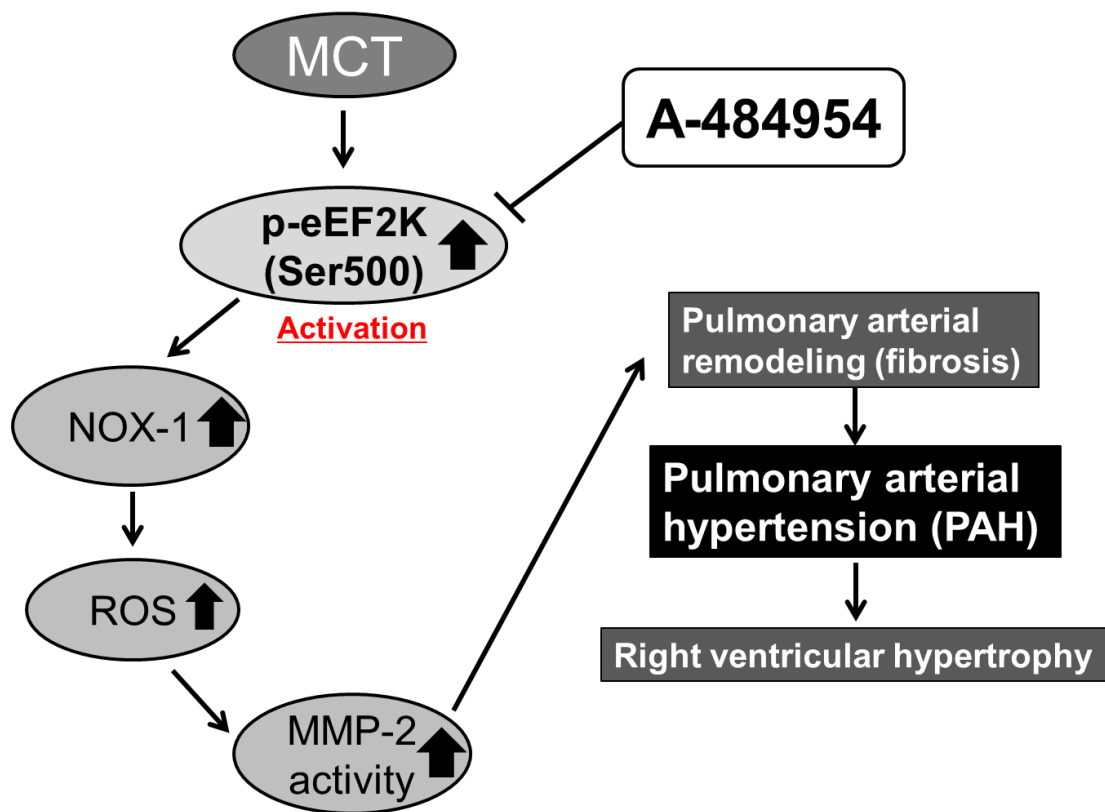 MCT
A-484954
p-eEF2K
(Ser500)
Activation
NOX-1
ROS
MMP-2
activity
Pulmonary arterial
remodeling (fibrosis)
Pulmonary arterial
hypertension (PAH)
Right ventricular hypertrophy